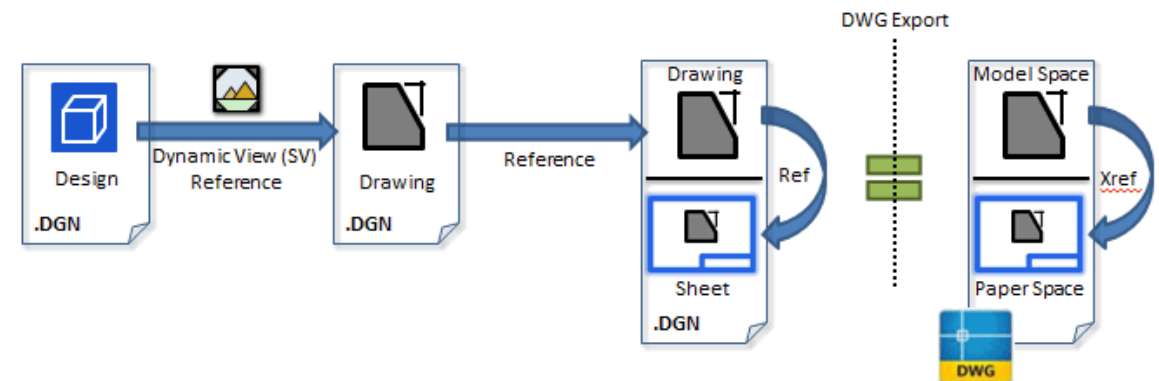 DWG Export
Design
.DGN
Dynamic View (SV)
Reference
Drawing
.DGN
Reference
Drawing
Ref
Sheet
.DGN
Model Space
Xref
Paper Space
DWG